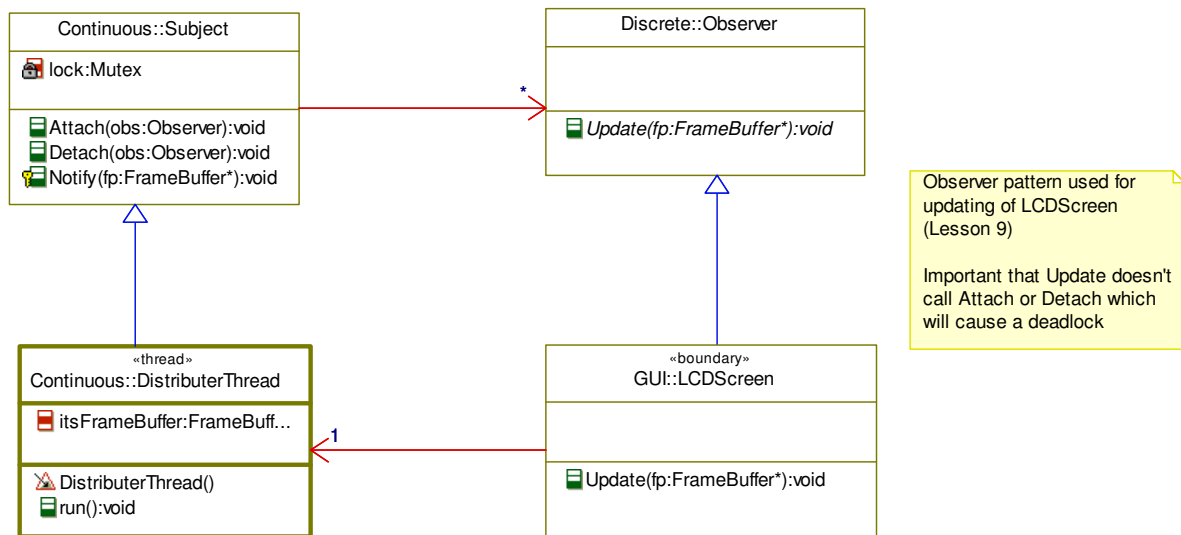 Continuous::Subject
lock:Mutex
Attach(obs:Observer):void
Detach(obs:Observer):void
Notify(fp:FrameBuffer*):void
*
Discrete::Observer
Update(fp:FrameBuffer*):void
Observer pattern used for
updating of LCDScreen
(Lesson 9)
Important that Update doesn't
call Attach or Detach which
will cause a deadlock
«thread»
Continuous::DistributerThread
itsFrameBuffer:FrameBuff...
DistributerThread()
run():void
1
«boundary»
GUI::LCDScreen
Update(fp:FrameBuffer*):void